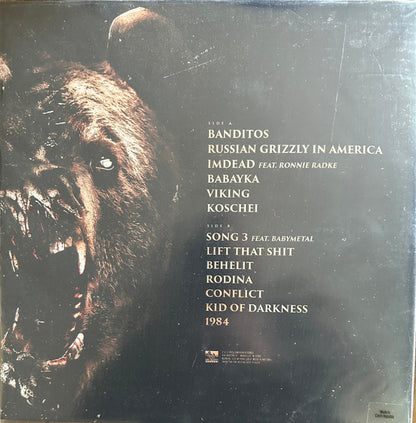 SIDE A
BANDITOS
RUSSIAN GRIZZLY IN AMERICA
IMDEAD FEAT. RONNIE RADKE
BABAYKA
VIKING
KOSCHEI
SIDE B
SONG 3 FEAT. BABYMETAL
LIFT THAT SHIT
BEHELIT
RODINA
CONFLICT
KID OF DARKNESS
1984